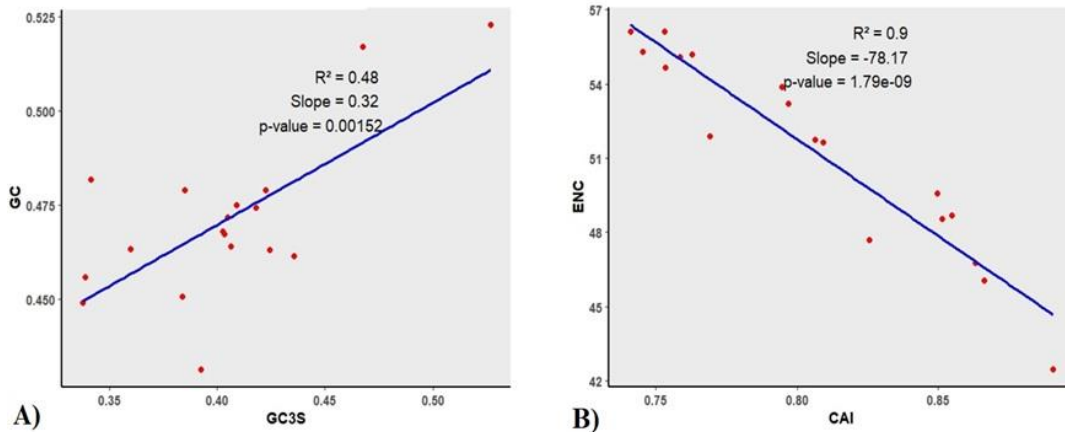 0.525
0.500
0.475
0.450
GC
R² = 0.48
Slope = 0.32
p-value = 0.00152
0.35 0.40 0.45 0.50
GC3S
A)
57
54
51
48
45
42
ENC
R² = 0.9
Slope = -78.17
p-value = 1.79e-09
0.75 0.80 0.85
CAI
B)